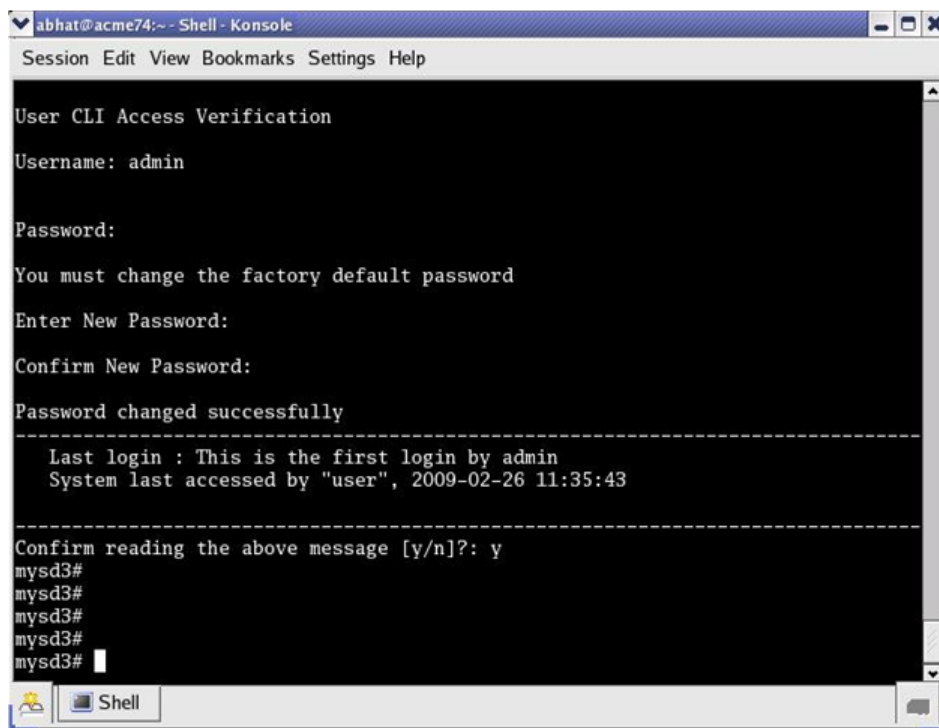 abhat@acme74:~ - Shell - Konsole
Session Edit View Bookmarks Settings Help
User CLI Access Verification
Username: admin
Password:
You must change the factory default password
Enter New Password:
Confirm New Password:
Password changed successfully
--------------------------------------------------------------------------------
Last login : This is the first login by admin
System last accessed by "user", 2009-02-26 11:35:43
--------------------------------------------------------------------------------
Confirm reading the above message [y/n]?: y
mysd3#
mysd3#
mysd3#
mysd3#
mysd3#
Shell